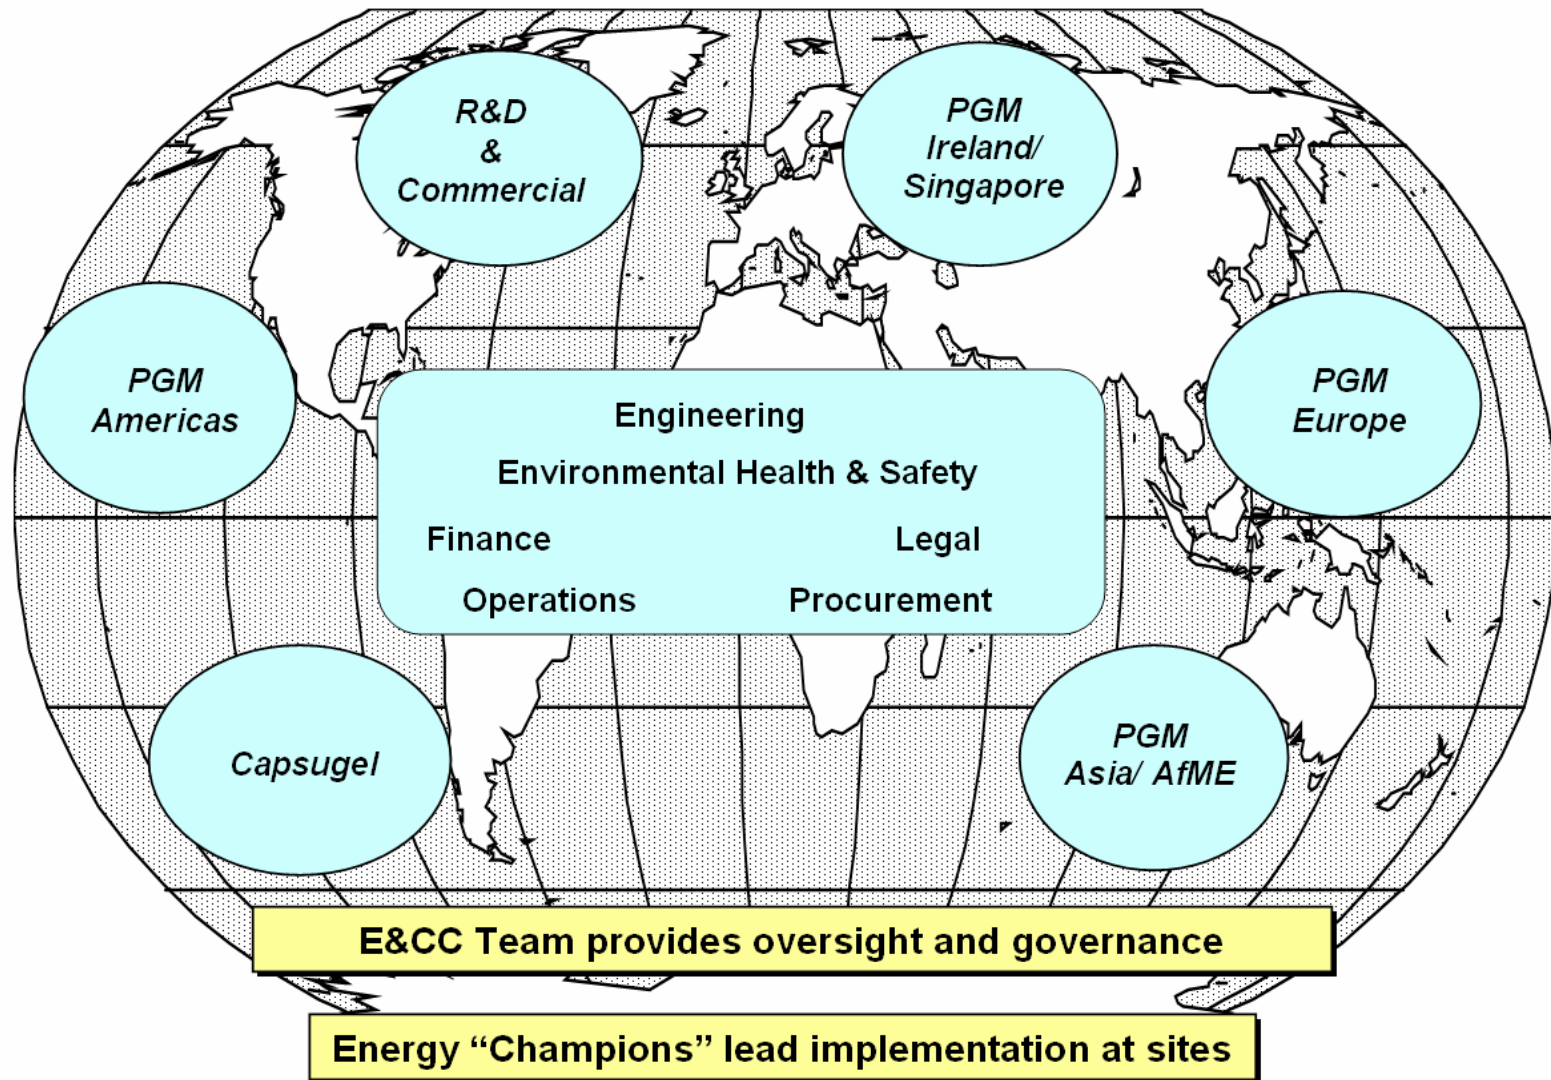 R&D
&
Commercial
PGM
Ireland/
Singapore
PGM
Americas
PGM
Europe
Engineering
Environmental Health & Safety
Finance
Legal
Operations
Procurement
Capsugel
PGM
Asia/ AfME
E&CC Team provides oversight and governance
Energy “Champions” lead implementation at sites